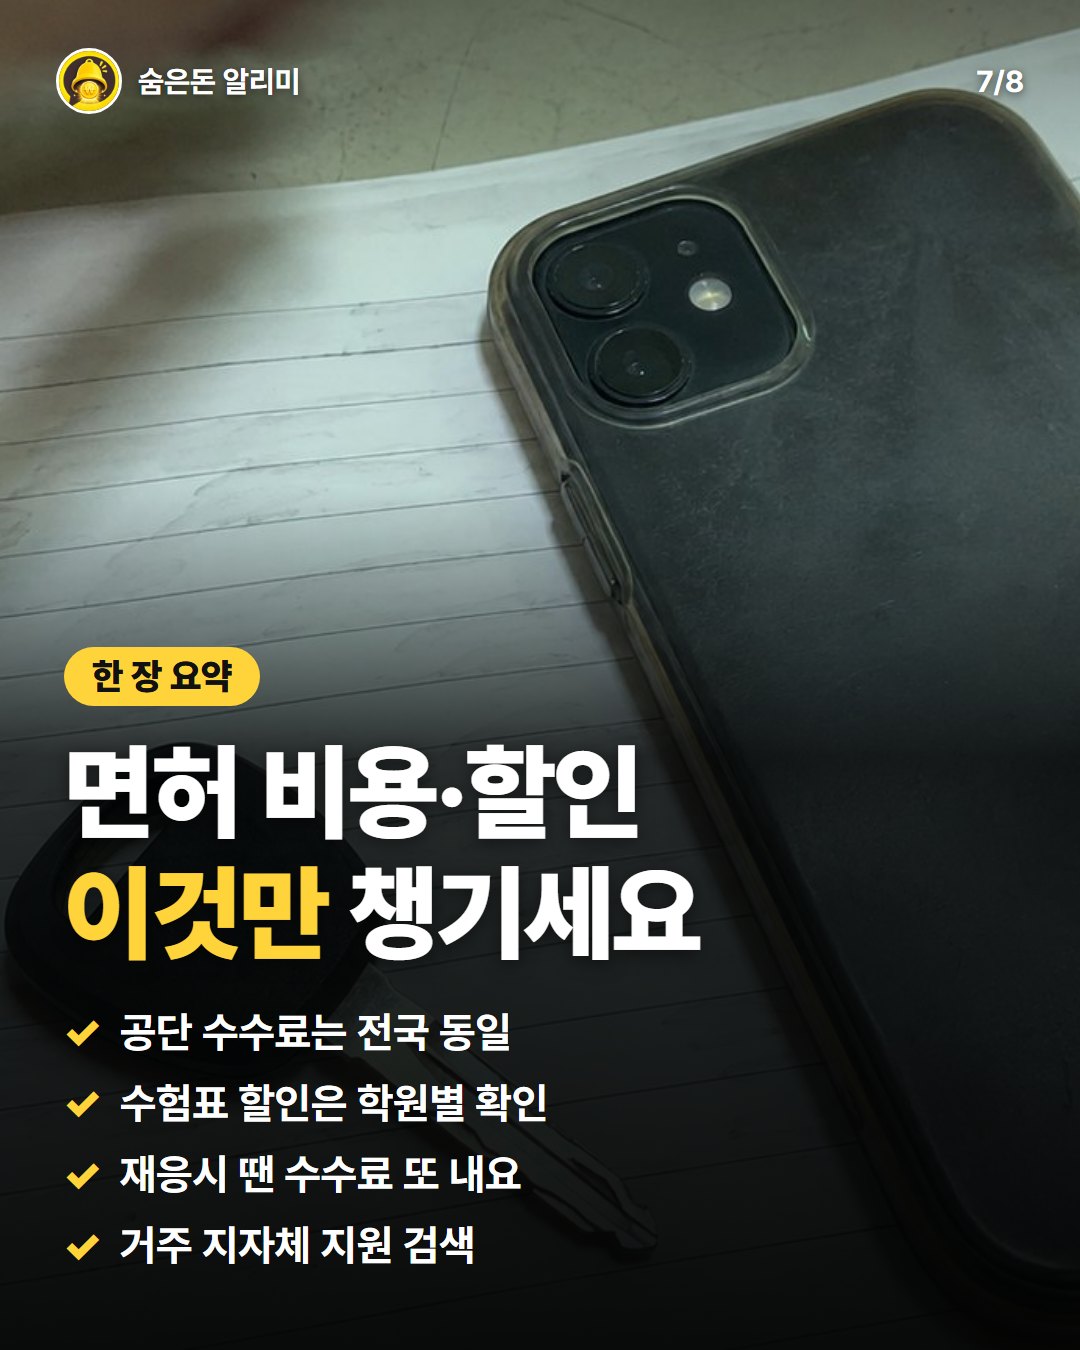 숨은돈 알리미
7/8
한 장 요약
면허 비용·할인
이것만 챙기세요
공단 수수료는 전국 동일
수험표 할인은 학원별 확인
재응시 땐 수수료 또 내요
거주 지자체 지원 검색